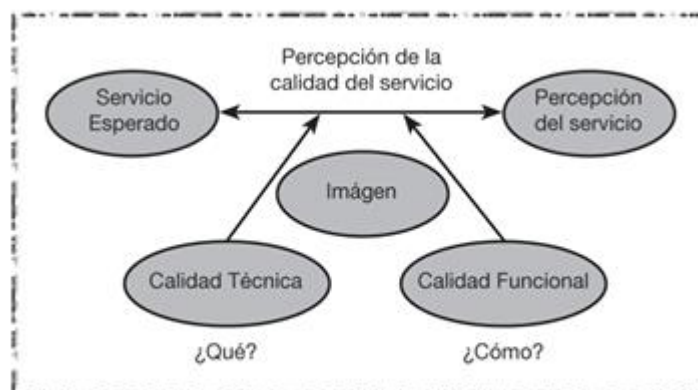 Percepción de la
calidad del servicio
Servicio
Esperado
Percepción
del servicio
Imágen
Calidad Técnica
Calidad Funcional
¿Qué?
¿Cómo?